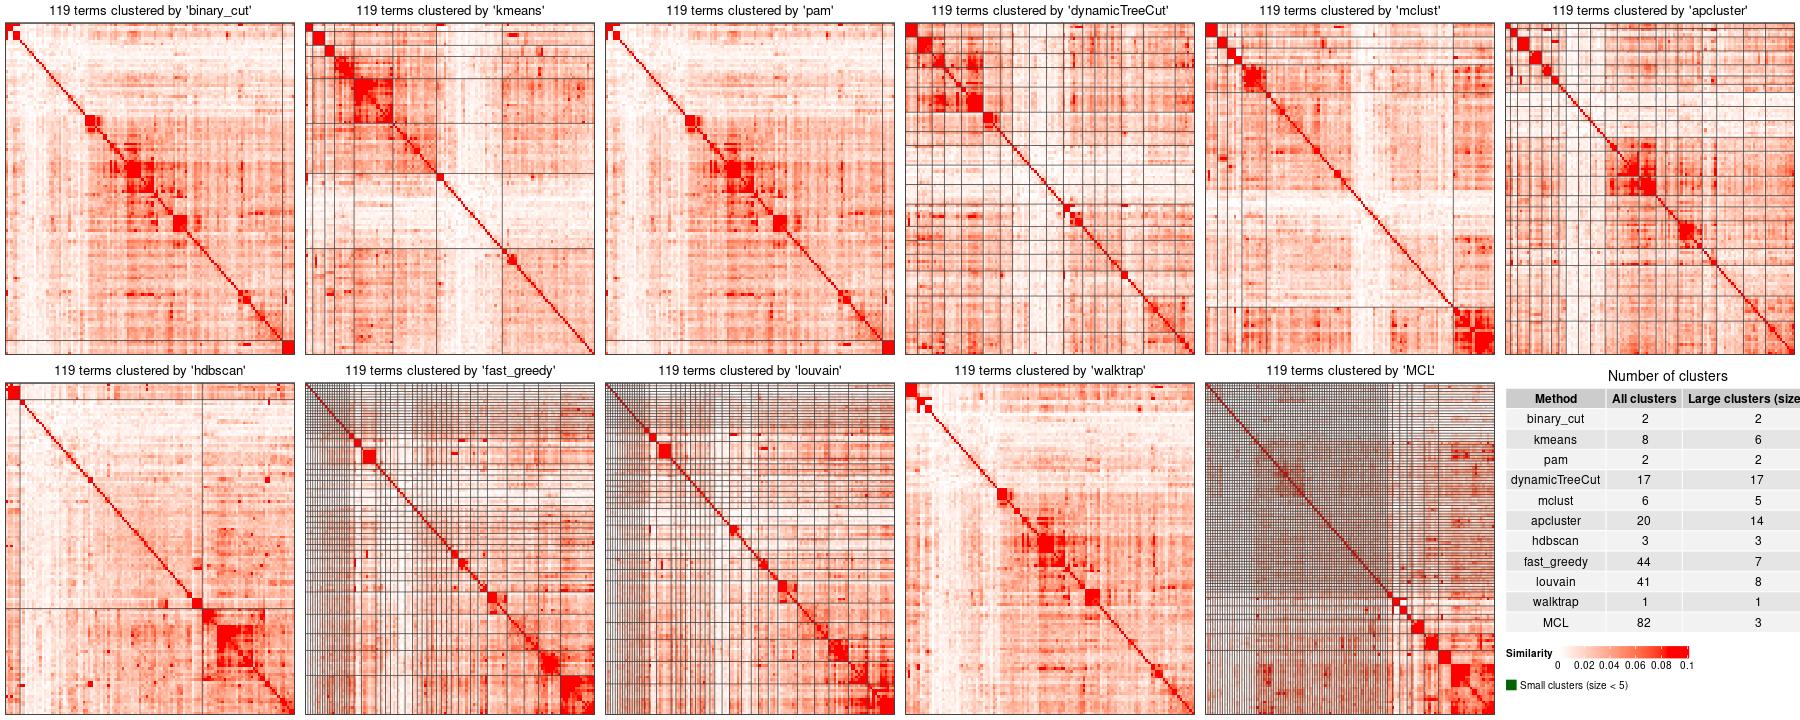 119 terms clustered by 'binary_cut'
119 terms clustered by 'kmeans'
119 terms clustered by 'pam'
119 terms clustered by 'dynamicTreeCut'
119 terms clustered by 'mclust'
119 terms clustered by 'apcluster'
119 terms clustered by 'hdbscan'
119 terms clustered by 'fast_greedy'
119 terms clustered by 'louvain'
119 terms clustered by 'walktrap'
119 terms clustered by 'MCL'
Number of clusters
Method All clusters Large clusters (size
binary_cut 2 2
kmeans 8 6
pam 2 2
dynamicTreeCut 17 17
mclust 6 5
apcluster 20 14
hdbscan 3 3
fast_greedy 44 7
louvain 41 8
walktrap 1 1
MCL 82 3
Similarity
0 0.02 0.04 0.06 0.08 0.1
Small clusters (size < 5)